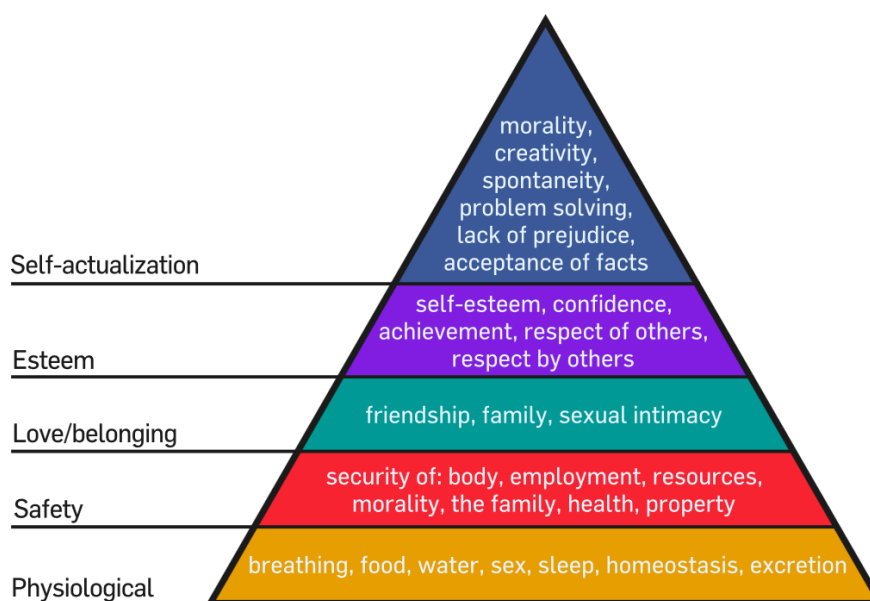 morality,
creativity,
spontaneity,
problem solving,
lack of prejudice,
acceptance of facts
Self-actualization
self-esteem, confidence,
achievement, respect of others,
respect by others
Esteem
friendship, family, sexual intimacy
Love/belonging
security of: body, employment, resources,
morality, the family, health, property
Safety
breathing, food, water, sex, sleep, homeostasis, excretion
Physiological